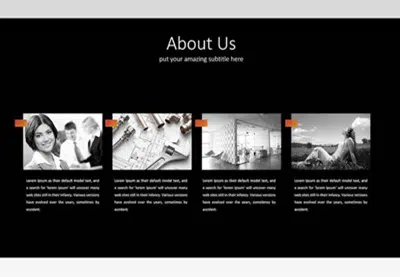 About Us
put your amazing subtitle here
Lorem Ipsum as their default model text, and
a search for 'lorem ipsum' will uncover many
web sites still in their infancy. Various versions
have evolved over the years, sometimes by
accident.
Lorem Ipsum as their default model text, and
a search for 'lorem ipsum' will uncover many
web sites still in their infancy. Various versions
have evolved over the years, sometimes by
accident.
Lorem Ipsum as their default model text, and
a search for 'lorem ipsum' will uncover many
web sites still in their infancy. Various versions
have evolved over the years, sometimes by
accident.
Lorem Ipsum as their default model text, and
a search for 'lorem ipsum' will uncover many
web sites still in their infancy. Various versions
have evolved over the years, sometimes by
accident.